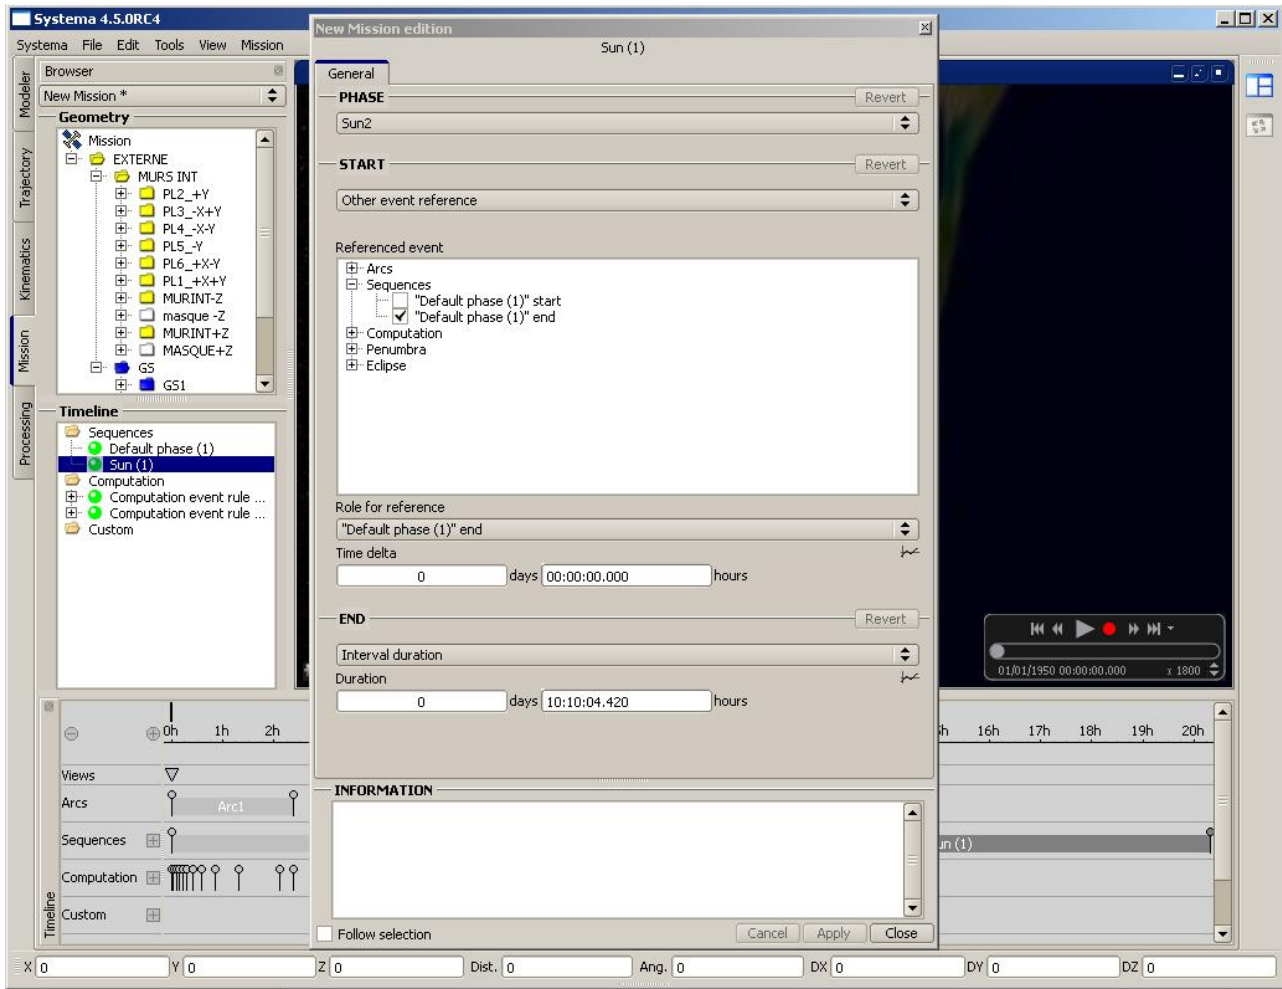 Systema 4.5.0RC4
Systema File Edit Tools View Mission
Browser
New Mission *
Geometry
Mission
EXTERNE
MURS INT
PL2_+Y
PL3_-X+Y
PL4_-X-Y
PL5_-Y
PL6_+X-Y
PL1_+X+Y
MURINT-Z
masque -Z
MURINT+Z
MASQUE+Z
GS
GS1
Modeler
Trajectory
Kinematics
Mission
Processing
Timeline
Sequences
Default phase (1)
Sun (1)
Computation
Computation event rule ...
Computation event rule ...
Custom
New Mission edition
Sun (1)
General
PHASE Revert
Sun2
START Revert
Other event reference
Referenced event
Arcs
Sequences
"Default phase (1)" start
"Default phase (1)" end
Computation
Penumbra
Eclipse
Role for reference
"Default phase (1)" end
Time delta
0 days 00:00:00.000 hours
END Revert
Interval duration
Duration
0 days 10:10:04.420 hours
INFORMATION
Follow selection Cancel Apply Close
01/01/1950 00:00:00.000 x 1800
0h 1h 2h 16h 17h 18h 19h 20h
Views
Arcs Arc1
Sequences
Computation
Custom
Timeline
X 0 Y 0 Z 0 Dist. 0 Ang. 0 DX 0 DY 0 DZ 0